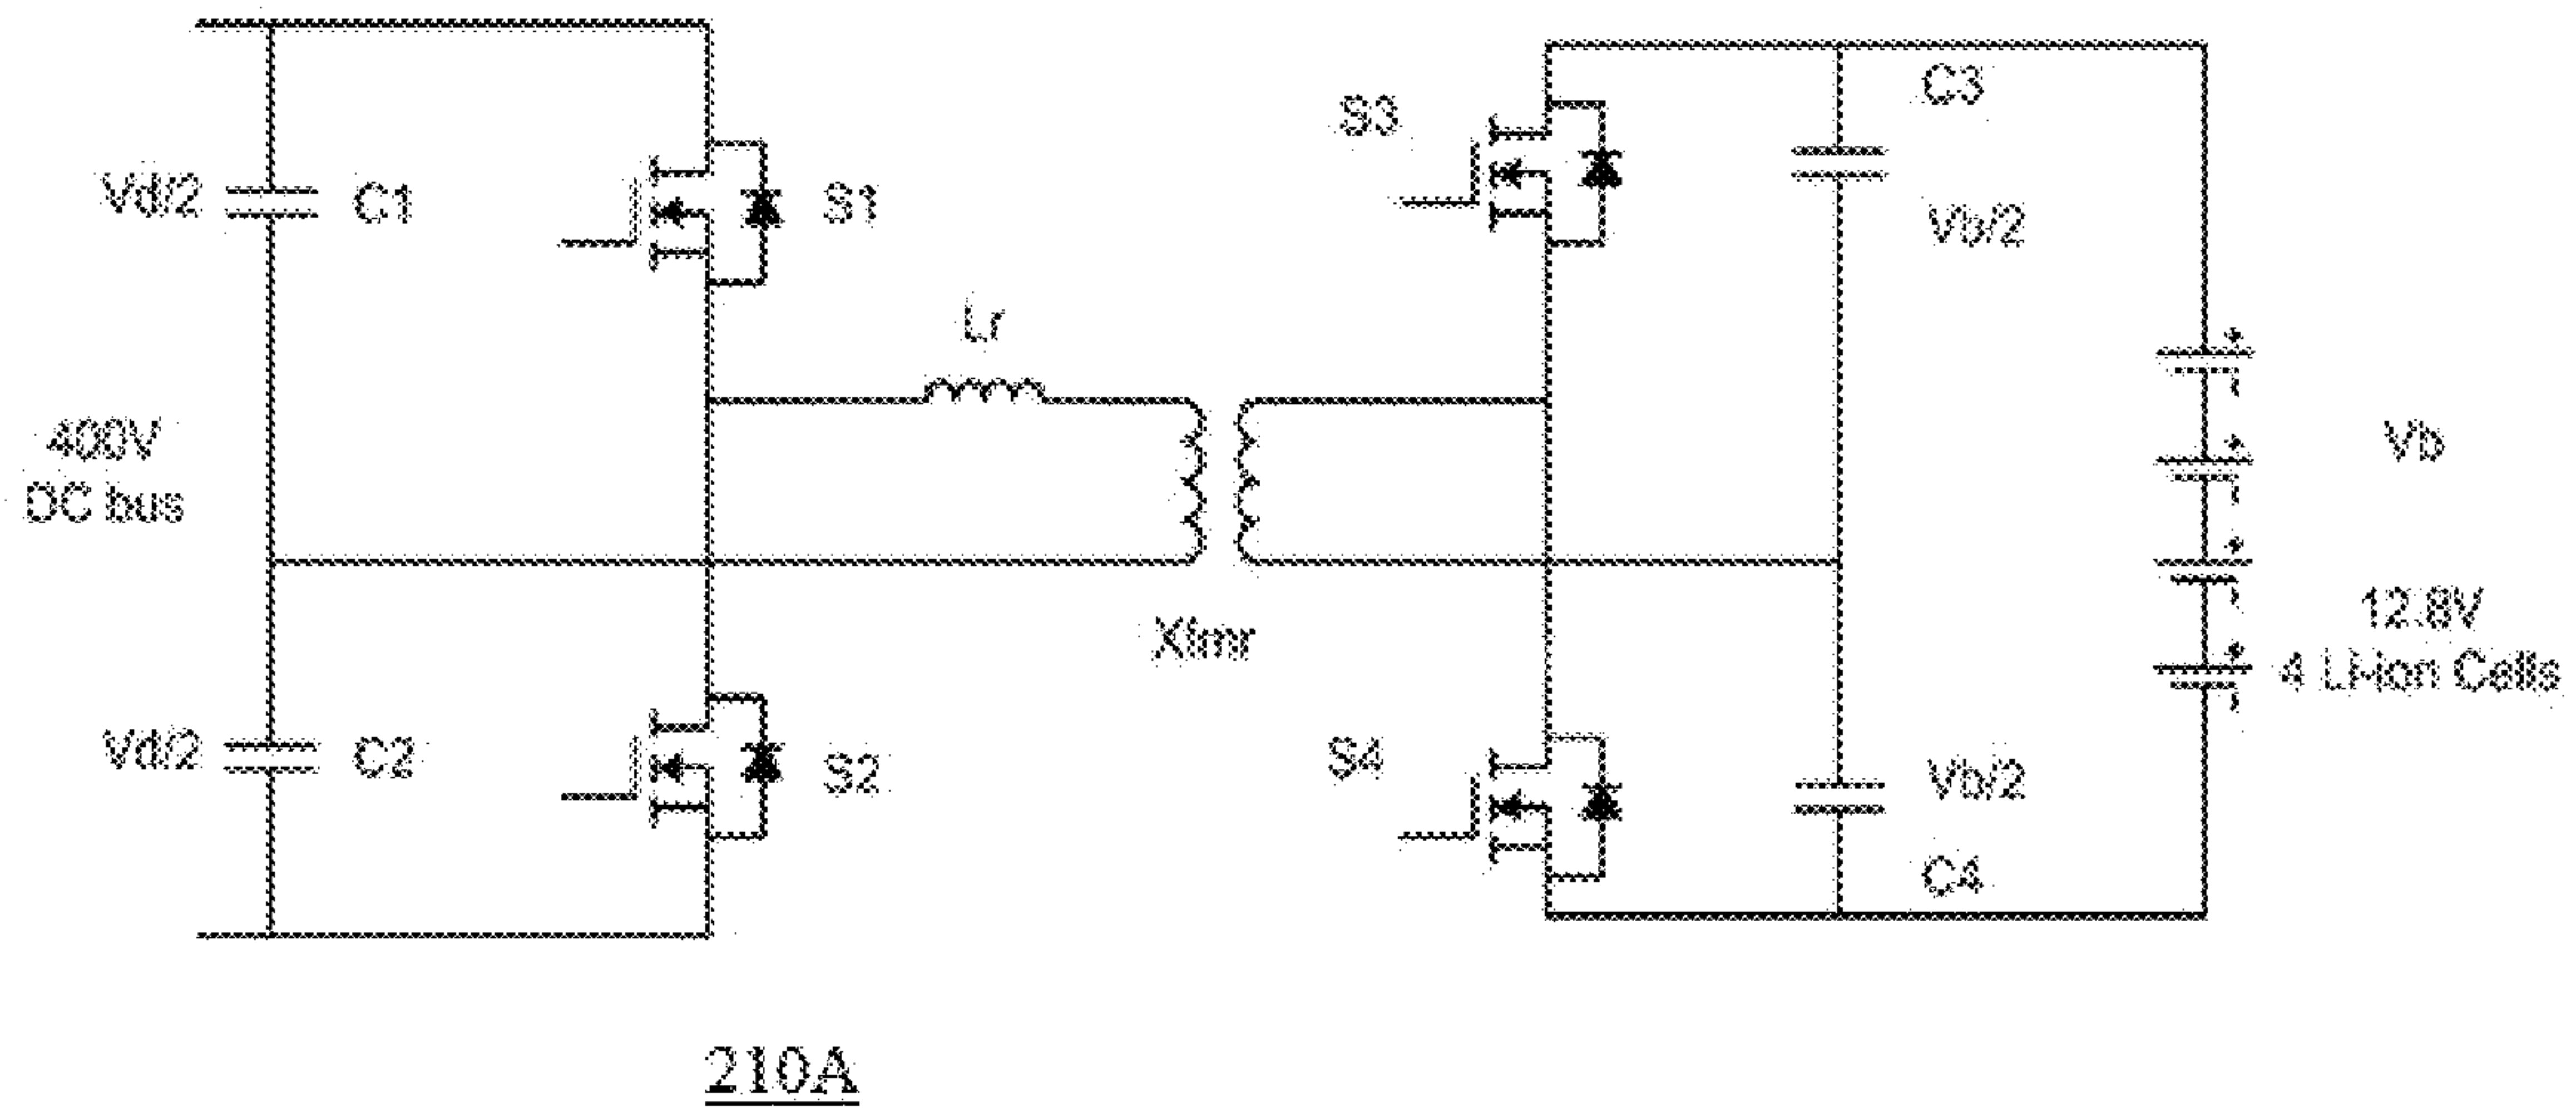 C3
S3
Vd/2
C1
S1
Vb/2
Lr
400V
DC bus
Vb
12.8V
4 Li-ion Cells
Xfmr
Vd/2
C2
S2
S4
Vb/2
C4
210A